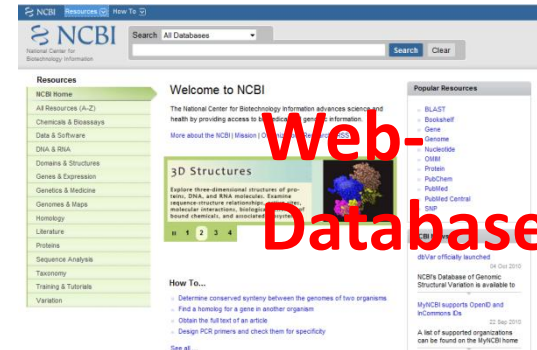 NCBI Resources How To
NCBI
National Center for
Biotechnology Information
Search All Databases
Search Clear
Resources
NCBI Home
All Resources (A-Z)
Chemicals & Bioassays
Data & Software
DNA & RNA
Domains & Structures
Genes & Expression
Genetics & Medicine
Genomes & Maps
Homology
Literature
Proteins
Sequence Analysis
Taxonomy
Training & Tutorials
Variation
Welcome to NCBI
The National Center for Biotechnology Information advances science and
health by providing access to biomedical and genomic information.
More about the NCBI | Mission | Organization | Research | RSS
3D Structures
Explore three-dimensional structures of pro-
teins, DNA, and RNA molecules. Examine
sequence-structure relationships, active sites,
molecular interactions, biological
bound chemicals, and associated
1 2 3 4
How To...
Determine conserved synteny between the genomes of two organisms
Find a homolog for a gene in another organism
Obtain the full text of an article
Design PCR primers and check them for specificity
See all ...
Web-
Database
Popular Resources
BLAST
Bookshelf
Gene
Genome
Nucleotide
OMIM
Protein
PubChem
PubMed
PubMed Central
SNP
dbVar officially launched
04 Oct 2010
NCBI's Database of Genomic
Structural Variation is available to
MyNCBI supports OpenID and
InCommons IDs
22 Sep 2010
A list of supported organizations
can be found on the MyNCBI home